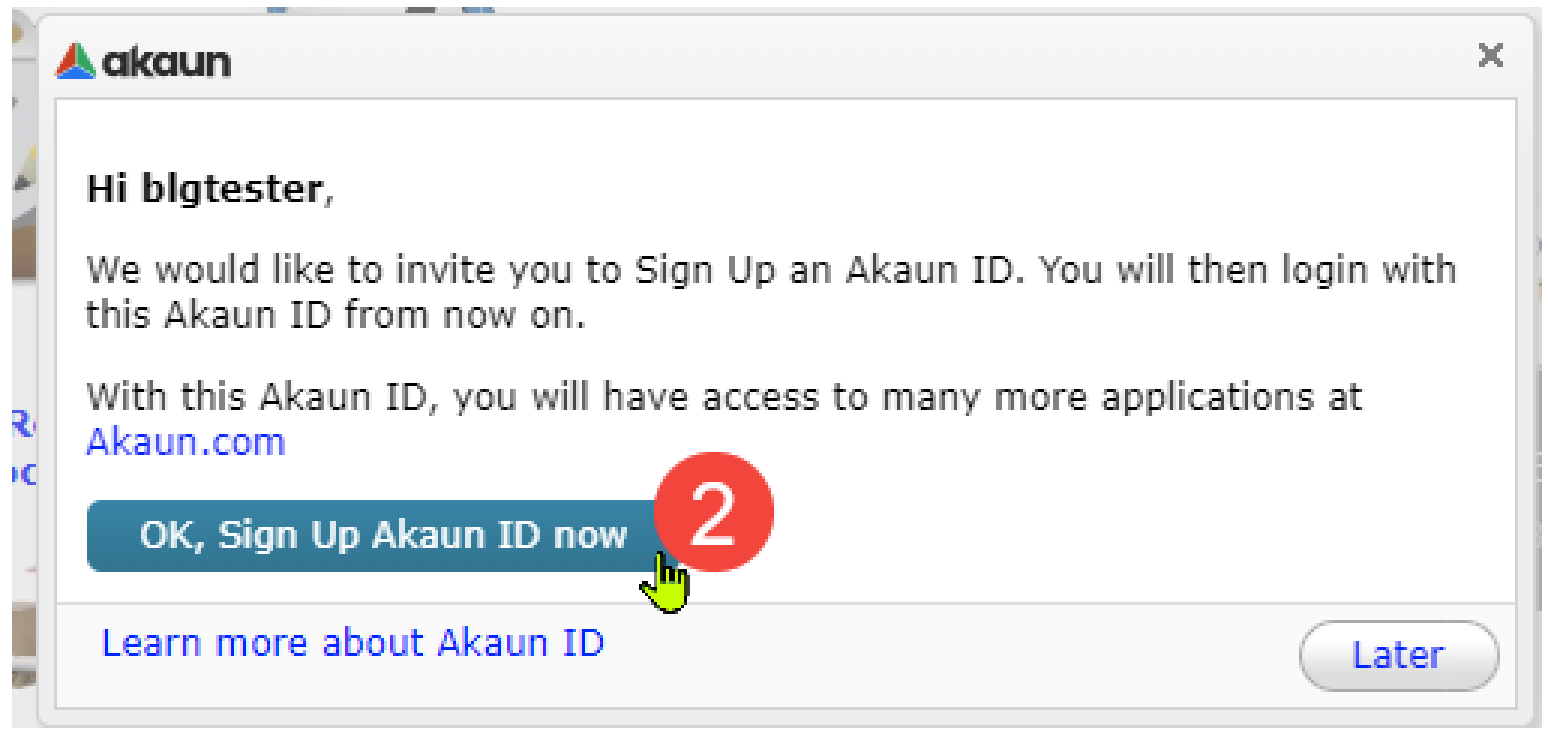 akaun
Hi blgtester,
We would like to invite you to Sign Up an Akaun ID. You will then login with
this Akaun ID from now on.
With this Akaun ID, you will have access to many more applications at
Akaun.com
OK, Sign Up Akaun ID now
2
Learn more about Akaun ID
Later